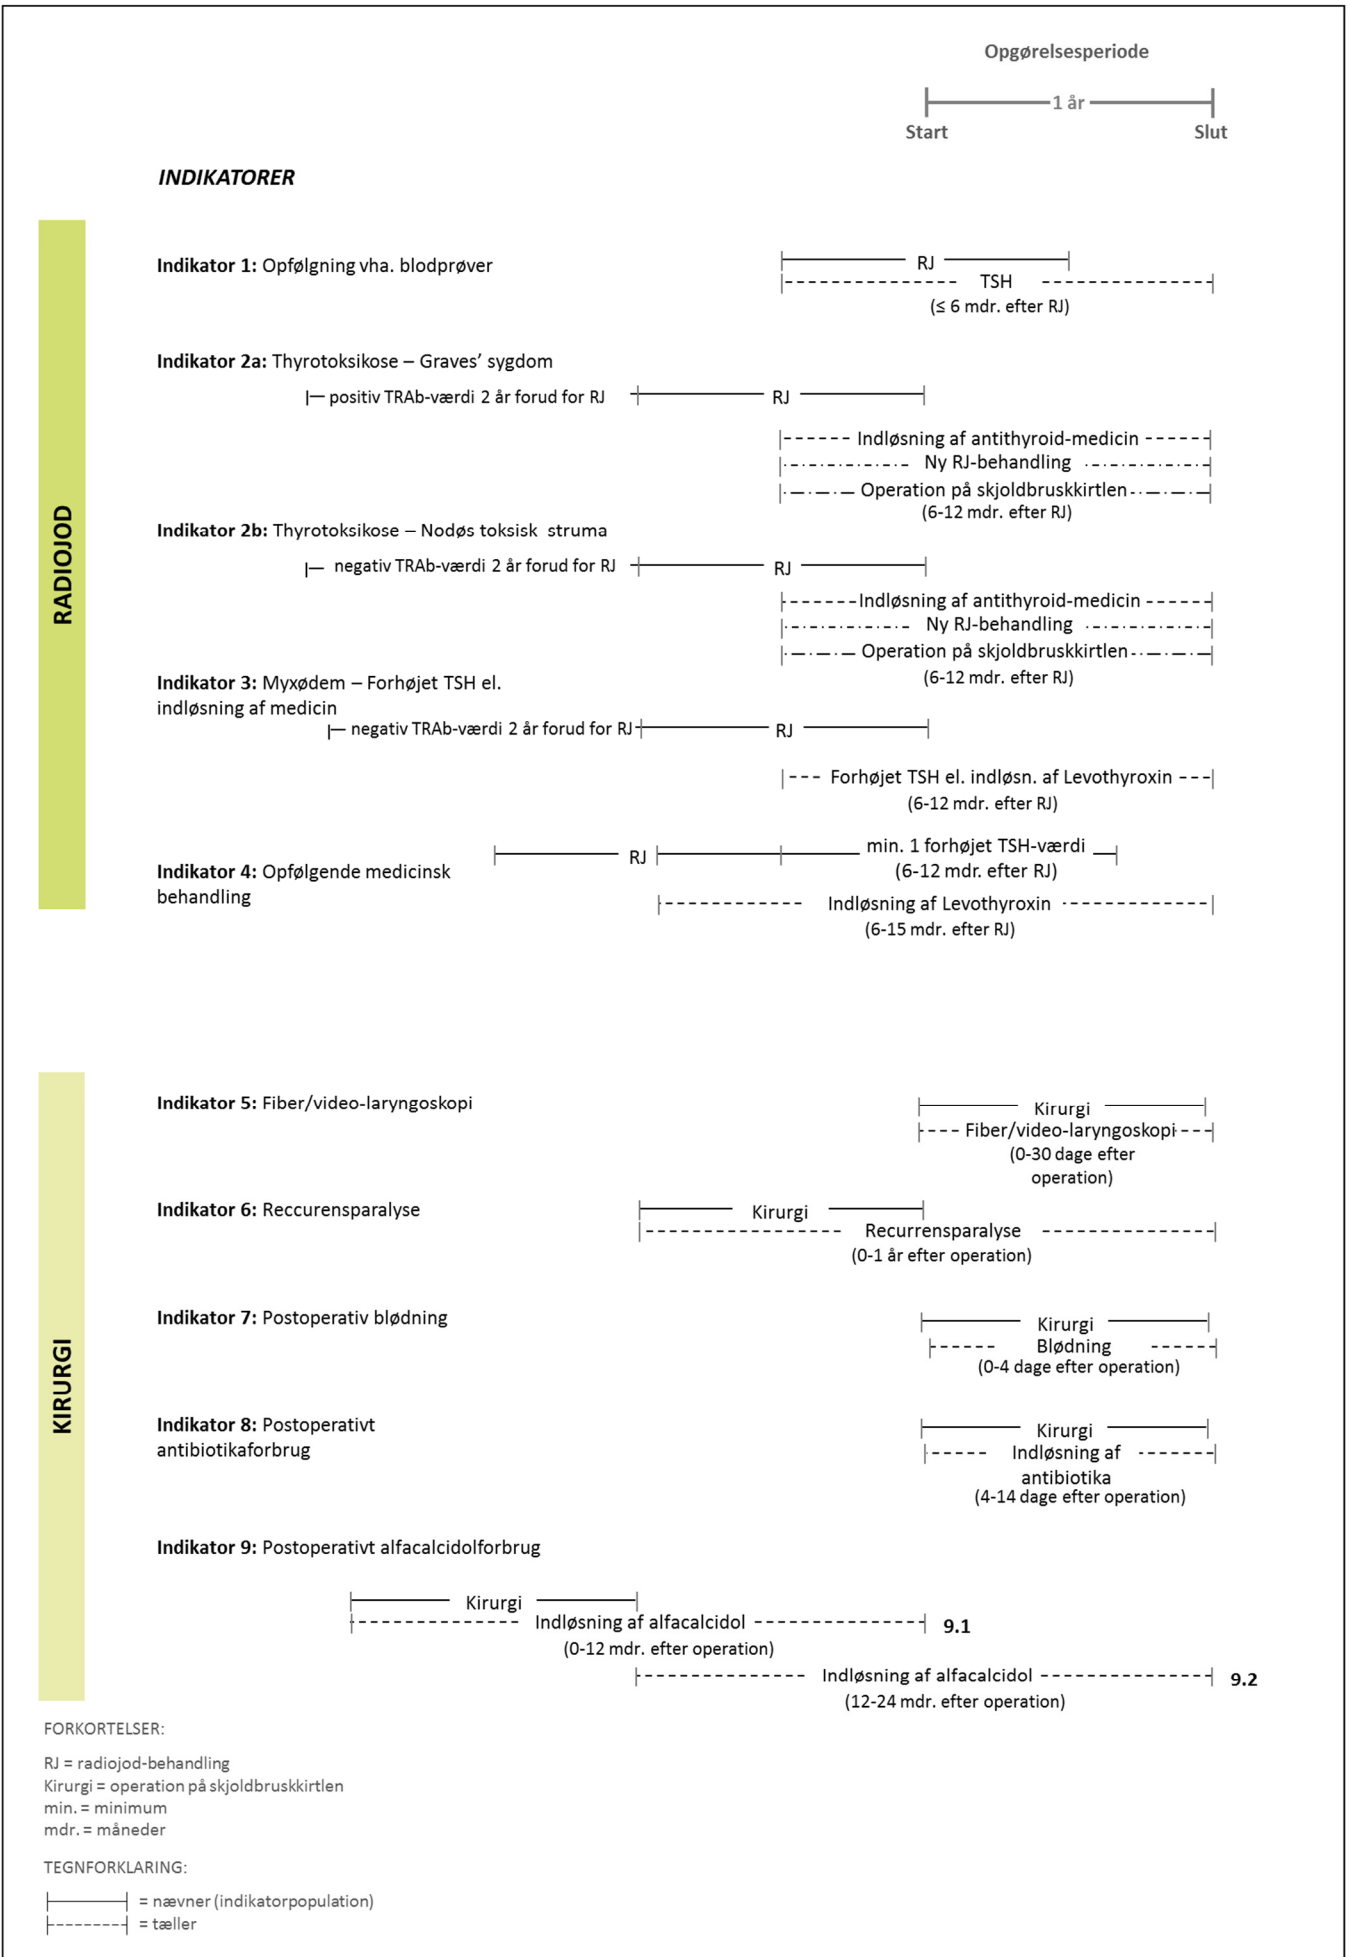 Opgørelsesperiode
1 år
Start Slut
INDIKATORER
RADIOJOD
Indikator 1: Opfølgning vha. blodprøver
RJ
TSH
(≤ 6 mdr. efter RJ)
Indikator 2a: Thyrotoksikose – Graves’ sygdom
positiv TRAb-værdi 2 år forud for RJ
RJ
Indløsning af antithyroid-medicin
Ny RJ-behandling
Operation på skjoldbruskkirtlen
(6-12 mdr. efter RJ)
Indikator 2b: Thyrotoksikose – Nodøs toksisk struma
negativ TRAb-værdi 2 år forud for RJ
RJ
Indløsning af antithyroid-medicin
Ny RJ-behandling
Operation på skjoldbruskkirtlen
(6-12 mdr. efter RJ)
Indikator 3: Myxødem – Forhøjet TSH el.
indløsning af medicin
negativ TRAb-værdi 2 år forud for RJ
RJ
Forhøjet TSH el. indløsn. af Levothyroxin
(6-12 mdr. efter RJ)
Indikator 4: Opfølgende medicinsk
behandling
RJ
min. 1 forhøjet TSH-værdi
(6-12 mdr. efter RJ)
Indløsning af Levothyroxin
(6-15 mdr. efter RJ)
KIRURGI
Indikator 5: Fiber/video-laryngoskopi
Kirurgi
Fiber/video-laryngoskopi
(0-30 dage efter
operation)
Indikator 6: Reccurensparalyse
Kirurgi
Recurrensparalyse
(0-1 år efter operation)
Indikator 7: Postoperativ blødning
Kirurgi
Blødning
(0-4 dage efter operation)
Indikator 8: Postoperativt
antibiotikaforbrug
Kirurgi
Indløsning af
antibiotika
(4-14 dage efter operation)
Indikator 9: Postoperativt alfacalcidolforbrug
Kirurgi
Indløsning af alfacalcidol 9.1
(0-12 mdr. efter operation)
Indløsning af alfacalcidol 9.2
(12-24 mdr. efter operation)
FORKORTELSER:
RJ = radiojod-behandling
Kirurgi = operation på skjoldbruskkirtlen
min. = minimum
mdr. = måneder
TEGNFORKLARING:
= nævner (indikatorpopulation)
= tæller